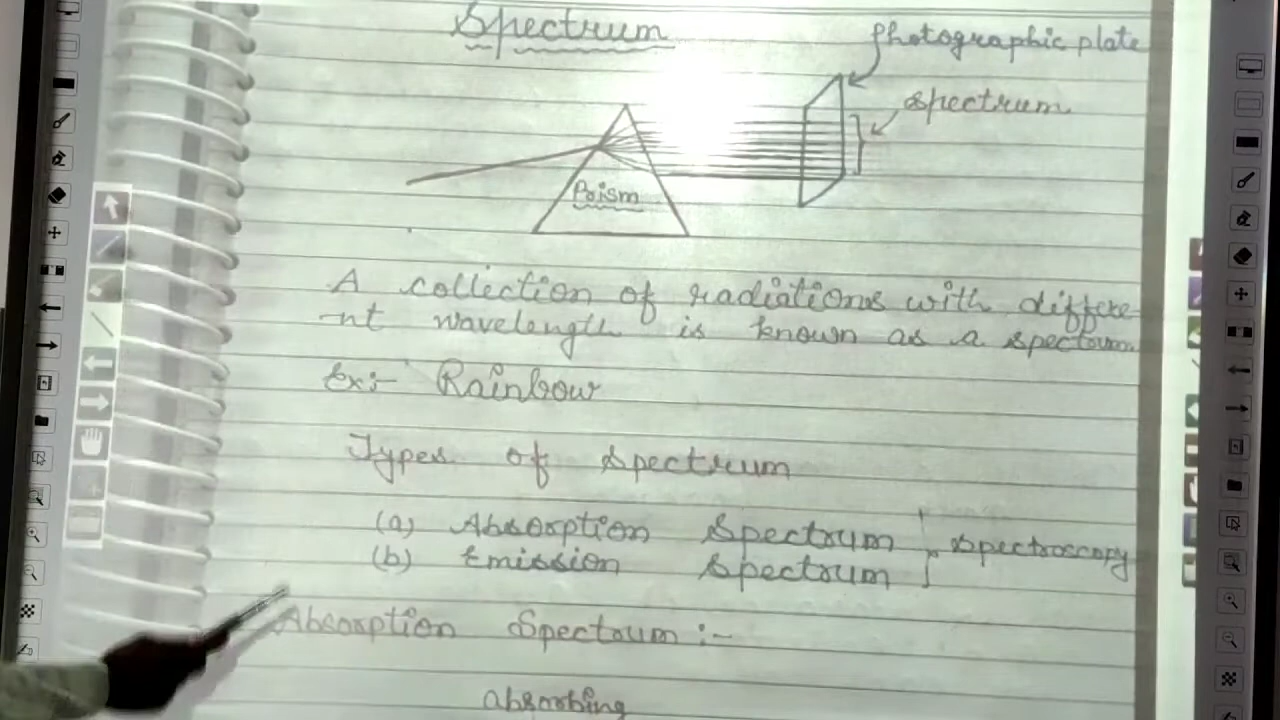 Spectrum
Photographic plate
Spectrum
Prism
A collection of radiations with differe-
-nt wavelength is known as a spectrum.
Ex:- Rainbow
Types of Spectrum
(a) Absorption Spectrum
(b) Emission Spectrum
Spectroscopy
Absorption Spectrum :-
absorbing